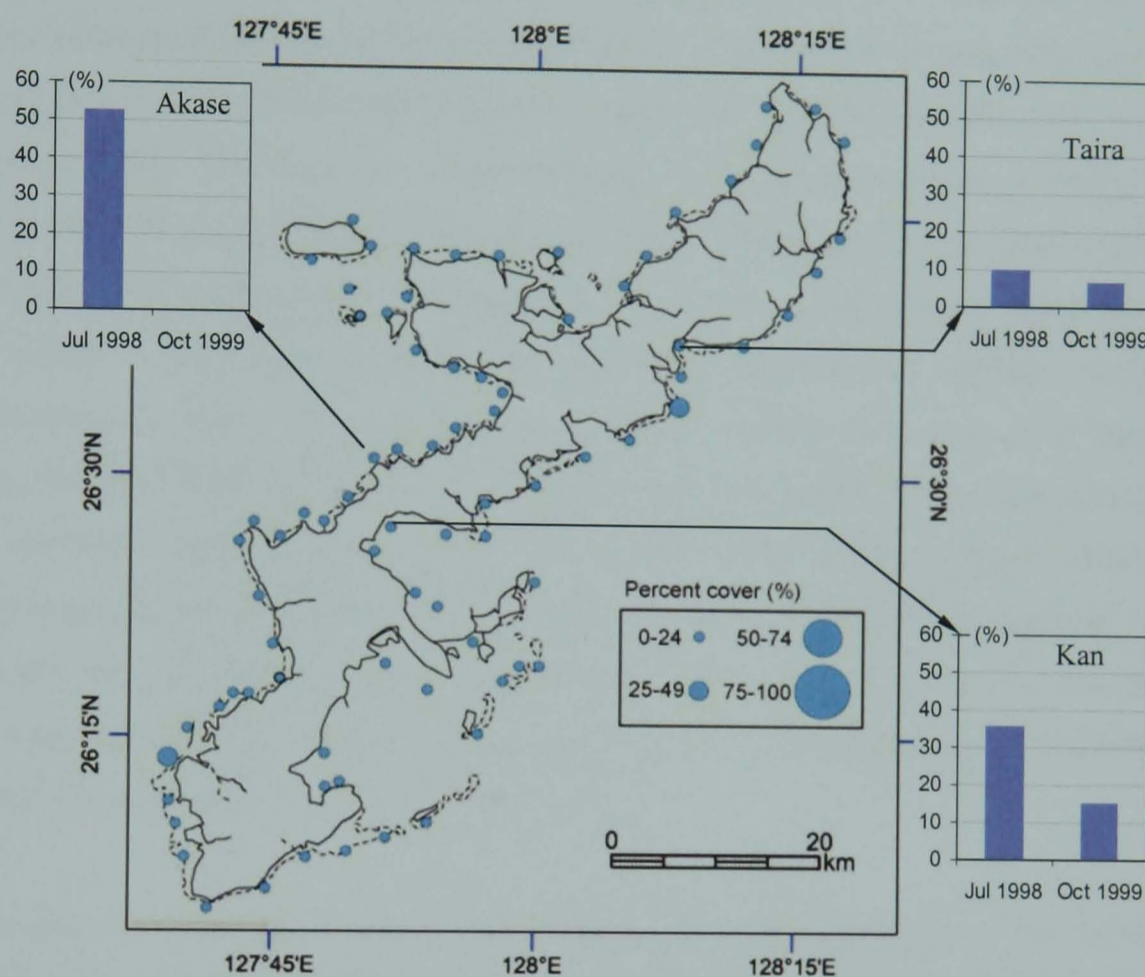 127°45'E 128°E 128°15'E
60 (%) Akase
50
40
30
20
10
0
Jul 1998 Oct 1999
60 (%)
50
40 Taira
30
20
10
0
Jul 1998 Oct 1999
26°30'N 26°30'N
Percent cover (%)
0-24 50-74
25-49 75-100
60 (%) Kan
50
40
30
20
10
0
Jul 1998 Oct 1999
26°15'N
0 20
km
127°45'E 128°E 128°15'E